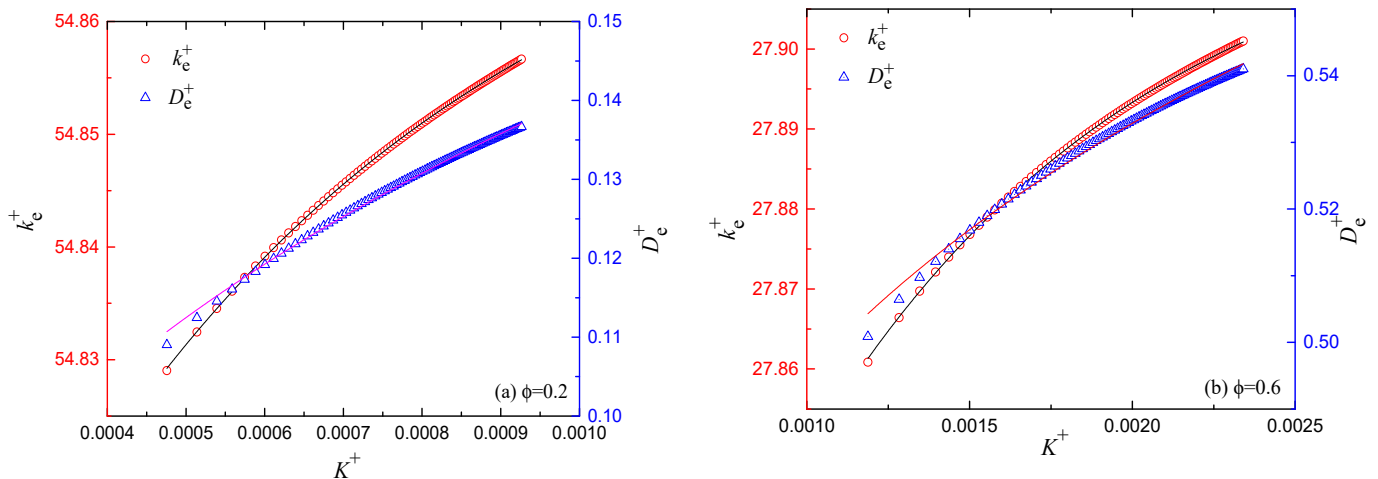 54.86
54.85
54.84
54.83
k_e^+
k_e^+
D_e^+
0.15
0.14
0.13
0.12
0.11
0.10
D_e^+
(a) ϕ=0.2
0.0004 0.0005 0.0006 0.0007 0.0008 0.0009 0.0010
K^+
27.90
27.89
27.88
27.87
27.86
k_e^+
k_e^+
D_e^+
0.54
0.52
0.50
D_e^+
(b) ϕ=0.6
0.0010 0.0015 0.0020 0.0025
K^+